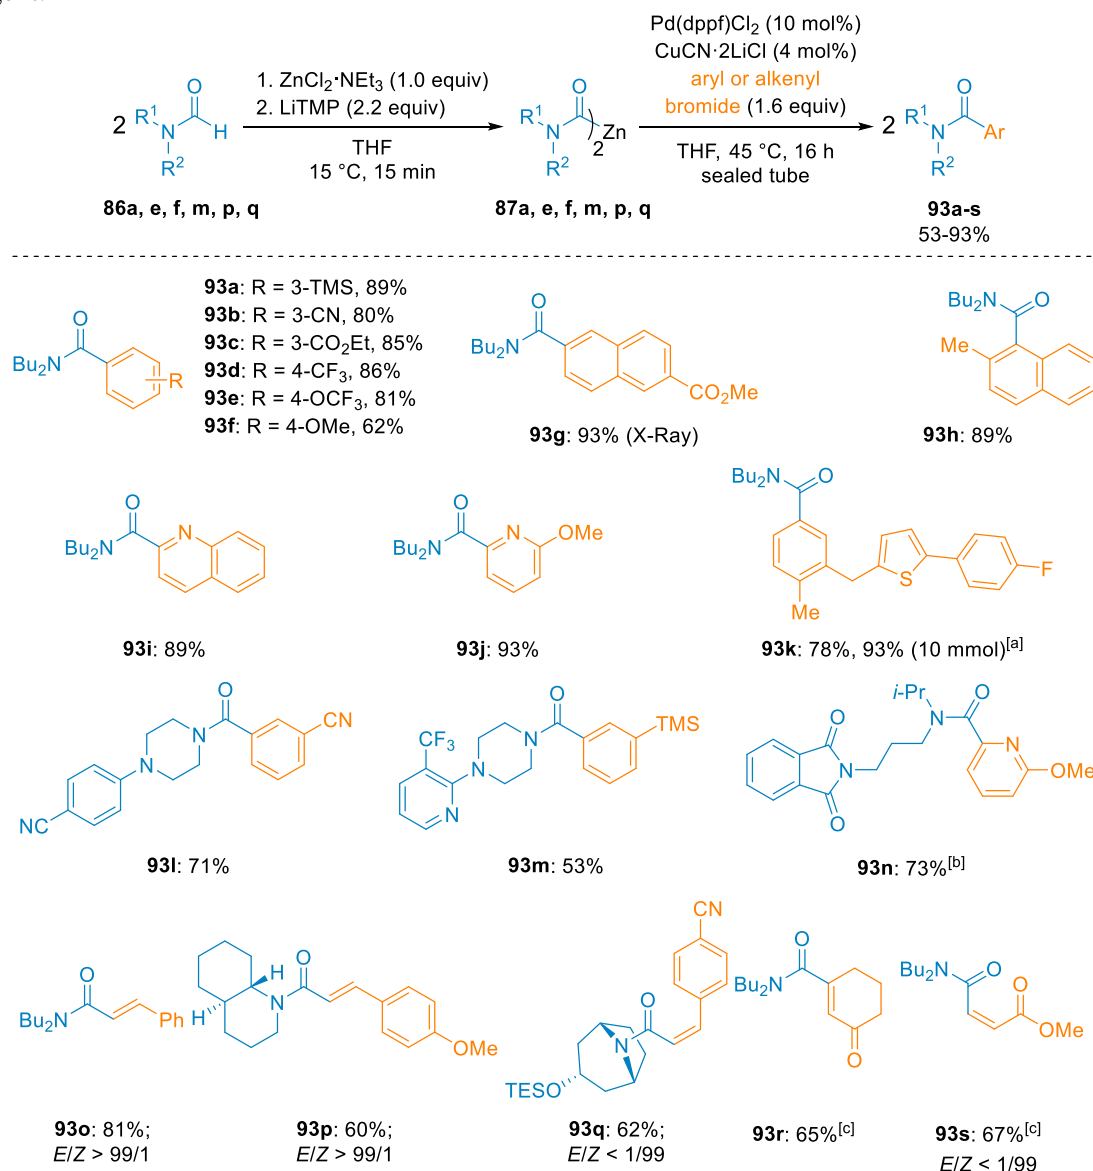 Pd(dppf)Cl2 (10 mol%)
CuCN·2LiCl (4 mol%)
aryl or alkenyl
bromide (1.6 equiv)
1. ZnCl2·NEt3 (1.0 equiv)
2. LiTMP (2.2 equiv)
THF
15 °C, 15 min
THF, 45 °C, 16 h
sealed tube
2 R1 N R2 O H
R1 N R2 O )2 Zn
2 R1 N R2 O Ar
86a, e, f, m, p, q
87a, e, f, m, p, q
93a-s
53-93%
O Bu2N R
93a: R = 3-TMS, 89%
93b: R = 3-CN, 80%
93c: R = 3-CO2Et, 85%
93d: R = 4-CF3, 86%
93e: R = 4-OCF3, 81%
93f: R = 4-OMe, 62%
O Bu2N CO2Me
93g: 93% (X-Ray)
Bu2N O Me
93h: 89%
O Bu2N N
93i: 89%
O Bu2N N OMe
93j: 93%
Bu2N O Me S F
93k: 78%, 93% (10 mmol)[a]
O N N CN NC
93l: 71%
O CF3 N N N TMS
93m: 53%
i-Pr O N O N O N OMe
93n: 73%[b]
O Bu2N Ph
93o: 81%;
E/Z > 99/1
H H O N OMe
93p: 60%;
E/Z > 99/1
CN O N TESO
93q: 62%;
E/Z < 1/99
O Bu2N O
93r: 65%[c]
Bu2N O O OMe
93s: 67%[c]
E/Z < 1/99